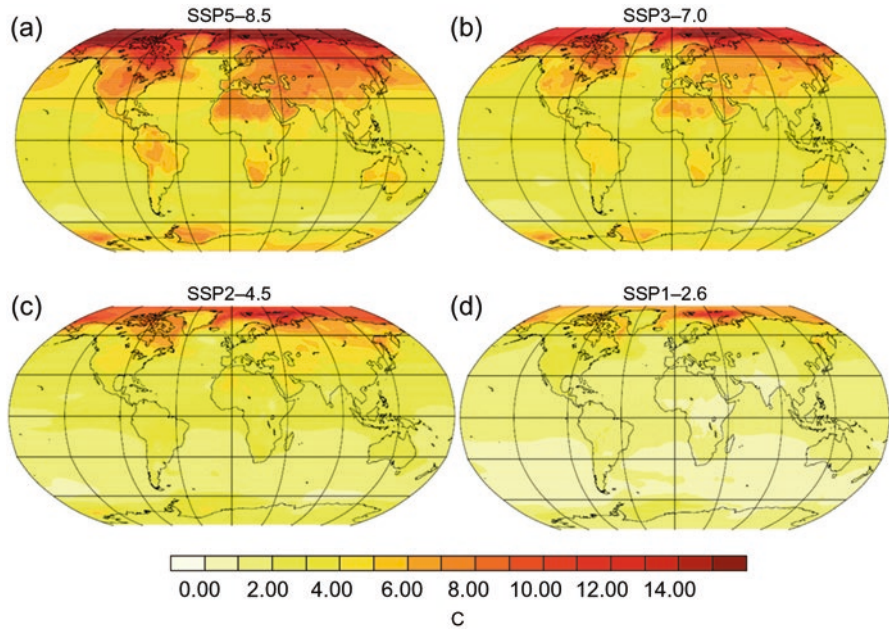 (a) SSP5–8.5
(b) SSP3–7.0
(c) SSP2–4.5
(d) SSP1–2.6
0.00 2.00 4.00 6.00 8.00 10.00 12.00 14.00
C